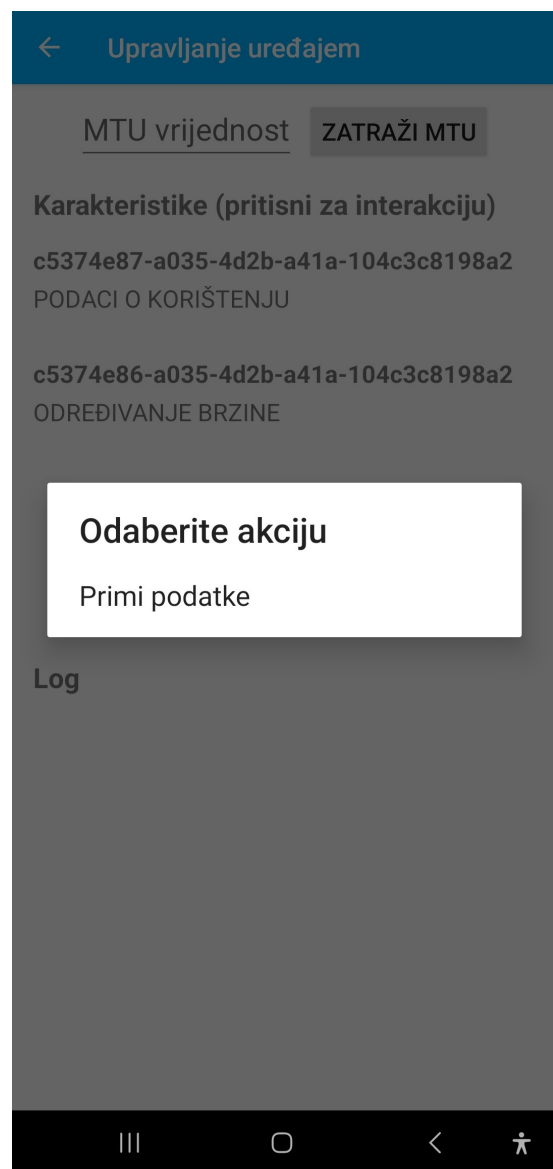 Upravljanje uređajem
MTU vrijednost ZATRAŽI MTU
Karakteristike (pritisni za interakciju)
c5374e87-a035-4d2b-a41a-104c3c8198a2
PODACI O KORIŠTENJU
c5374e86-a035-4d2b-a41a-104c3c8198a2
ODREĐIVANJE BRZINE
Odaberite akciju
Primi podatke
Log